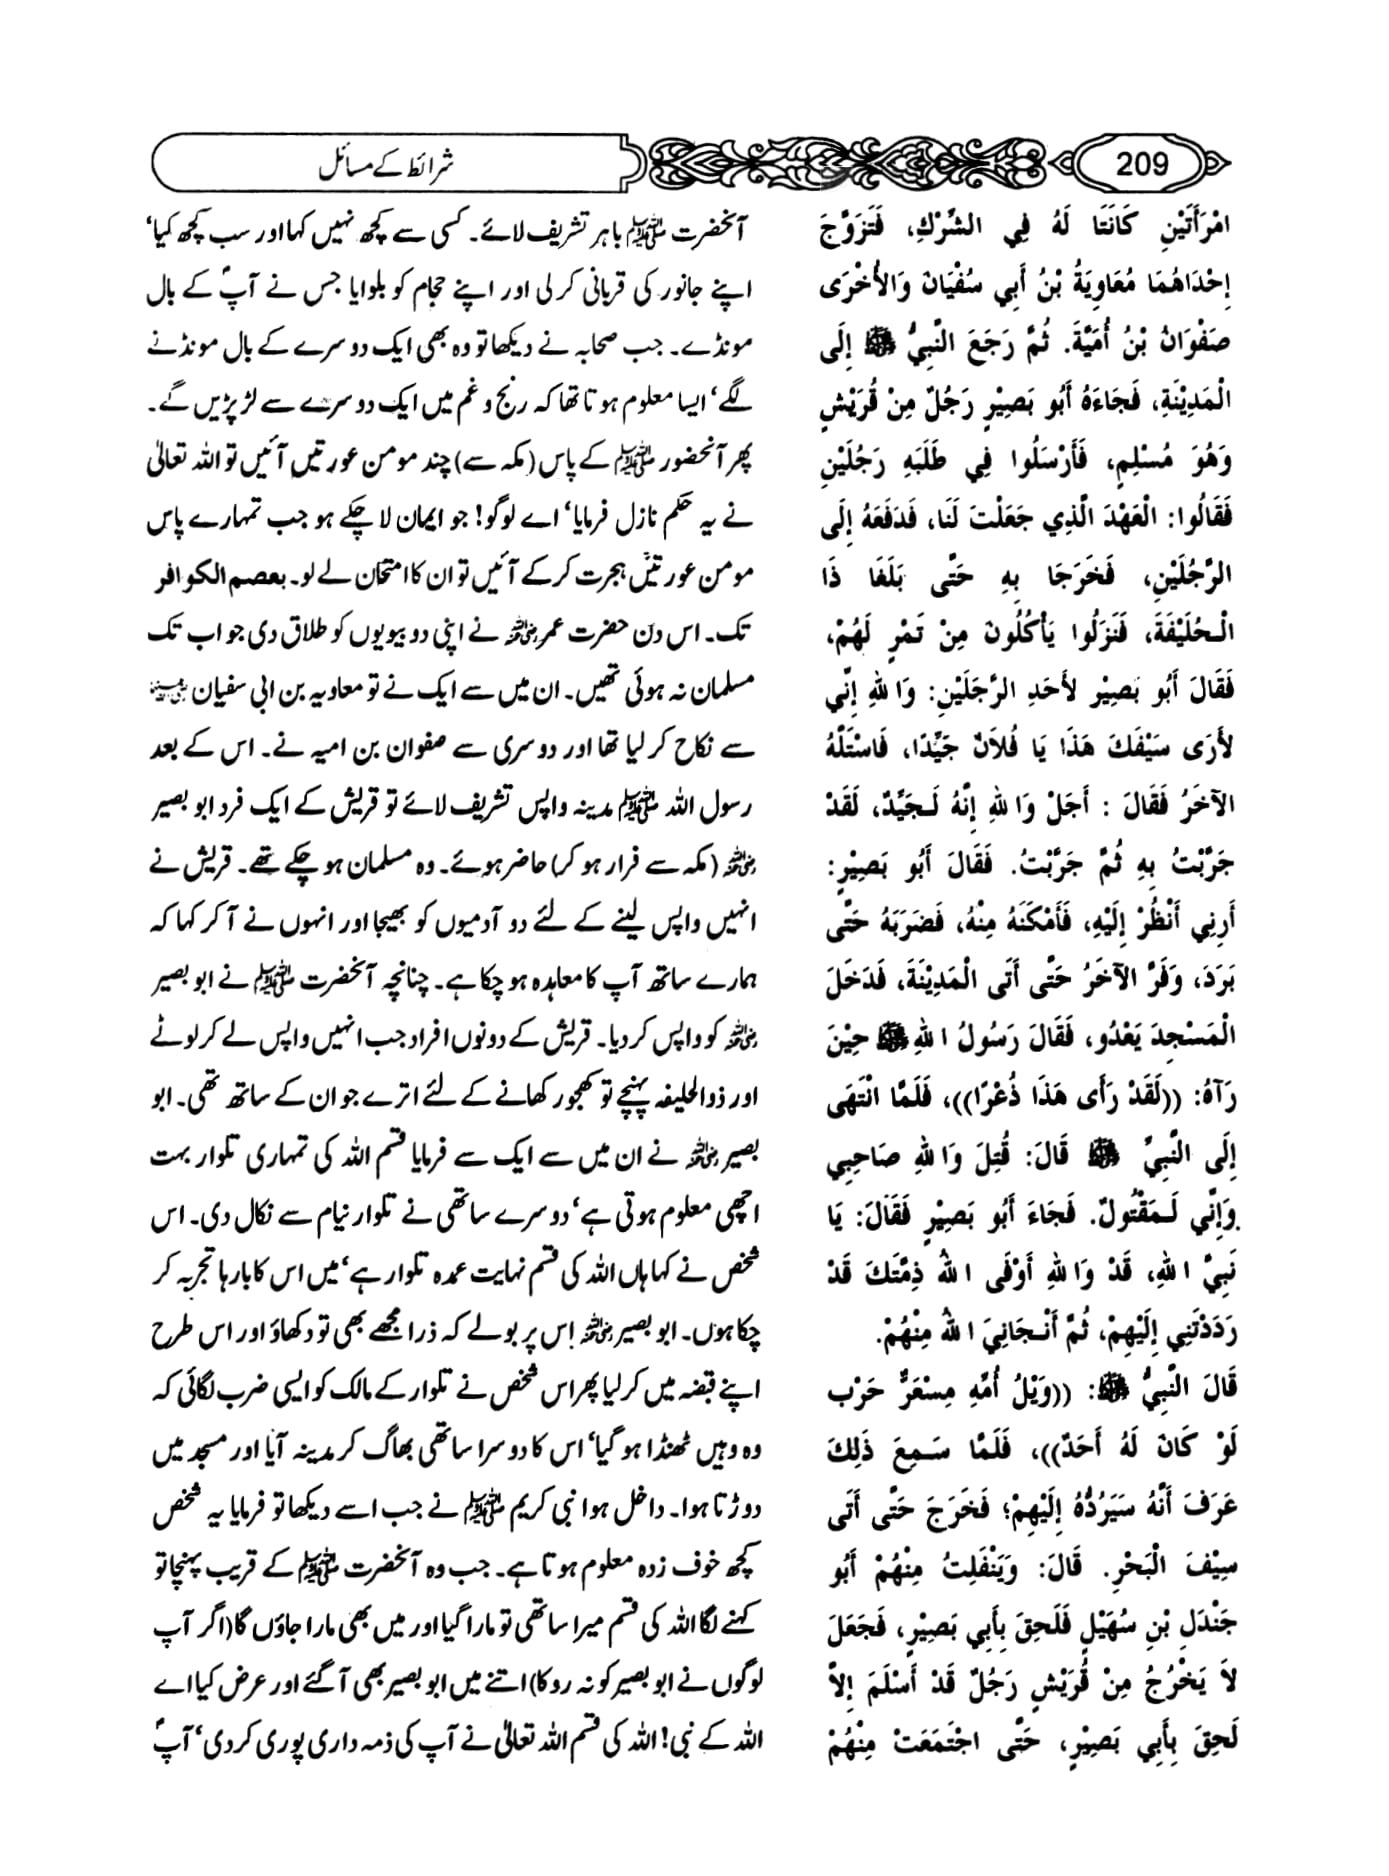 209
شرائط کے مسائل
امْرَأَتَيْنِ كَانَتَا لَهُ فِي الشِّرْكِ، فَتَزَوَّجَ
إِحْدَاهُمَا مُعَاوِيَةُ بْنُ أَبِي سُفْيَانَ وَالأُخْرَى
صَفْوَانُ بْنُ أُمَيَّةَ. ثُمَّ رَجَعَ النَّبِيُّ ﷺ إِلَى
الْمَدِيْنَةِ، فَجَاءَهُ أَبُو بَصِيْرٍ رَجُلٌ مِنْ قُرَيْشٍ
وَهُوَ مُسْلِمٍ، فَأَرْسَلُوا فِي طَلَبَهِ رَجُلَيْنِ
فَقَالُوا: الْعَهْدَ الَّذِي جَعَلْتَ لَنَا، فَدَفَعَهُ إِلَى
الرَّجُلَيْنِ، فَخَرَجَا بِهِ حَتَّى بَلَغَا ذَا
الْحُلَيْفَةَ، فَنَزَلُوا يَأْكُلُونَ مِنْ تَمْرٍ لَهُمْ،
فَقَالَ أَبُو بَصِيْر لأَحَدِ الرَّجَلَيْنِ: وَاللهِ إِنِّي
لأَرَى سَيْفَكَ هَذَا يَا فُلاَنُ جَيِّدًا، فَاسْتَلَّهُ
الآخَرُ فَقَالَ : أَجَلْ وَاللهِ إِنَّهُ لَجَيِّدٌ، لَقَدْ
جَرَّبْتُ بِهِ ثُمَّ جَرَّبْتُ. فَقَالَ أَبُو بَصِيْرٍ:
أَرِنِي أَنْظُرْ إِلَيْهِ، فَأَمْكَنَهُ مِنْهُ، فَضَرَبَهُ حَتَّى
بَرَدَ، وَفَرَّ الآخَرُ حَتَّى أَتَى الْمَدِيْنَةَ، فَدَخَلَ
الْمَسْجِدَ يَعْدُو، فَقَالَ رَسُولُ اللهِ ﷺ حِيْنَ
رَآهُ: ((لَقَدْ رَأَى هَذَا ذُعْرًا))، فَلَمَّا انْتَهَى
إِلَى النَّبِيِّ ﷺ قَالَ: قُتِلَ وَاللهِ صَاحِبِي
وَإِنِّي لَمَقْتُولٌ. فَجَاءَ أَبُو بَصِيْرٍ فَقَالَ: يَا
نَبِيَّ اللهِ، قَدْ وَاللهِ أَوْفَى اللهُ ذِمَّتَكَ قَدْ
رَدَدْتَنِي إِلَيْهِمْ، ثُمَّ أَنْجَانِيَ اللهُ مِنْهُمْ.
قَالَ النَّبِيُّ ﷺ: ((وَيْلُ أُمِّهِ مِسْعَرُ حَرْبٍ
لَوْ كَانَ لَهُ أَحَدٌ))، فَلَمَّا سَمِعَ ذَلِكَ
عَرَفَ أَنَّهُ سَيَرُدُّهُ إِلَيْهِمْ؛ فَخَرَجَ حَتَّى أَتَى
سِيْفَ الْبَحْرِ. قَالَ: وَيَنْفَلِتُ مِنْهُمْ أَبُو
جَنْدَلِ بْنِ سُهَيْلٍ فَلَحِقَ بِأَبِي بَصِيْرٍ، فَجَعَلَ
لاَ يَخْرُجُ مِنْ قُرَيْشٍ رَجُلٌ قَدْ أَسْلَمَ إِلاَّ
لَحِقَ بِأَبِي بَصِيْرٍ، حَتَّى اجْتَمَعَتْ مِنْهُمْ
آنحضرت ﷺ باہر تشریف لائے۔ کسی سے کچھ نہیں کہا اور سب کچھ کیا‘
اپنے جانور کی قربانی کر لی اور اپنے حجام کو بلوایا جس نے آپؐ کے بال
مونڈے۔ جب صحابہ نے دیکھا تو وہ بھی ایک دوسرے کے بال مونڈنے
لگے‘ ایسا معلوم ہوتا تھا کہ رنج و غم میں ایک دوسرے سے لڑ پڑیں گے۔
پھر آنحضور ﷺ کے پاس (مکہ سے) چند مومن عورتیں آئیں تو اللہ تعالیٰ
نے یہ حکم نازل فرمایا‘ اے لوگو! جو ایمان لا چکے ہو جب تمہارے پاس
مومن عورتیں ہجرت کر کے آئیں تو ان کا امتحان لے لو۔ بعصم الکوافر
تک۔ اس دن حضرت عمر رضی اللہ عنہ نے اپنی دو بیویوں کو طلاق دی جو اب تک
مسلمان نہ ہوئی تھیں۔ ان میں سے ایک نے تو معاویہ بن ابی سفیان
سے نکاح کر لیا تھا اور دوسری سے صفوان بن امیہ نے۔ اس کے بعد
رسول اللہ ﷺ مدینہ واپس تشریف لائے تو قریش کے ایک فرد ابو بصیر
رضی اللہ عنہ (مکہ سے فرار ہو کر) حاضر ہوئے۔ وہ مسلمان ہو چکے تھے۔ قریش نے
انہیں واپس لینے کے لئے دو آدمیوں کو بھیجا اور انہوں نے آ کر کہا کہ
ہمارے ساتھ آپ کا معاہدہ ہو چکا ہے۔ چنانچہ آنحضرت ﷺ نے ابو بصیر
رضی اللہ عنہ کو واپس کر دیا۔ قریش کے دونوں افراد جب انہیں واپس لے کر لوٹے
اور ذوالحلیفہ پہنچے تو کھجور کھانے کے لئے اترے جو ان کے ساتھ تھی۔ ابو
بصیر رضی اللہ عنہ نے ان میں سے ایک سے فرمایا قسم اللہ کی تمہاری تلوار بہت
اچھی معلوم ہوتی ہے‘ دوسرے ساتھی نے تلوار نیام سے نکال دی۔ اس
شخص نے کہا ہاں اللہ کی قسم نہایت عمدہ تلوار ہے‘ میں اس کا بارہا تجربہ کر
چکا ہوں۔ ابو بصیر رضی اللہ عنہ اس پر بولے کہ ذرا مجھے بھی تو دکھاؤ اور اس طرح
اپنے قبضہ میں کر لیا پھر اس شخص نے تلوار کے مالک کو ایسی ضرب لگائی کہ
وہ وہیں ٹھنڈا ہو گیا‘ اس کا دوسرا ساتھی بھاگ کر مدینہ آیا اور مسجد میں
دوڑتا ہوا۔ داخل ہوا نبی کریم ﷺ نے جب اسے دیکھا تو فرمایا یہ شخص
کچھ خوف زدہ معلوم ہوتا ہے۔ جب وہ آنحضرت ﷺ کے قریب پہنچا تو
کہنے لگا اللہ کی قسم میرا ساتھی تو مارا گیا اور میں بھی مارا جاؤں گا (اگر آپ
لوگوں نے ابو بصیر کو نہ روکا) اتنے میں ابو بصیر بھی آ گئے اور عرض کیا اے
اللہ کے نبی! اللہ کی قسم اللہ تعالیٰ نے آپ کی ذمہ داری پوری کر دی‘ آپؐ